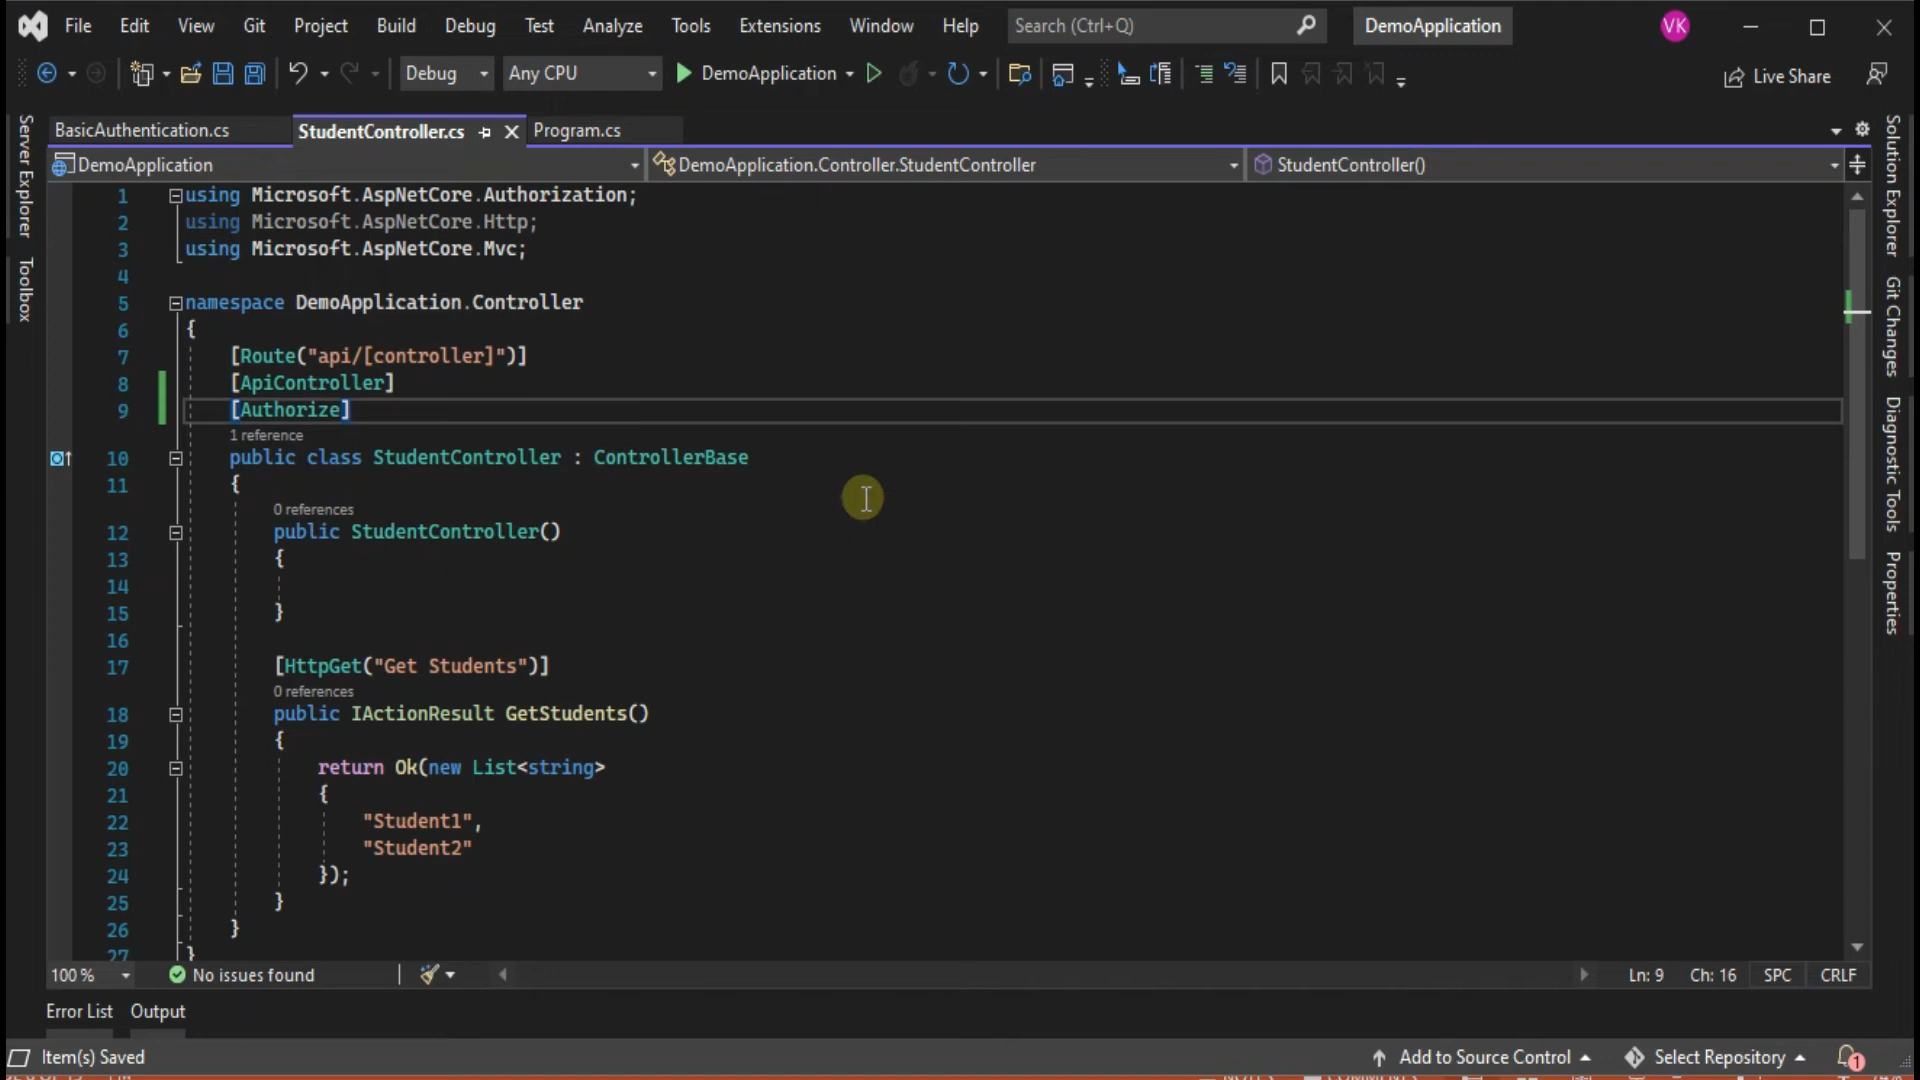 File Edit View Git Project Build Debug Test Analyze Tools Extensions Window Help Search (Ctrl+Q) DemoApplication VK
Debug Any CPU DemoApplication Live Share
BasicAuthentication.cs StudentController.cs Program.cs
DemoApplication DemoApplication.Controller.StudentController StudentController()
Server Explorer
Toolbox
1 using Microsoft.AspNetCore.Authorization;
2 using Microsoft.AspNetCore.Http;
3 using Microsoft.AspNetCore.Mvc;
4
5 namespace DemoApplication.Controller
6 {
7 [Route("api/[controller]")]
8 [ApiController]
9 [Authorize]
1 reference
10 public class StudentController : ControllerBase
11 {
0 references
12 public StudentController()
13 {
14
15 }
16
17 [HttpGet("Get Students")]
0 references
18 public IActionResult GetStudents()
19 {
20 return Ok(new List<string>
21 {
22 "Student1",
23 "Student2"
24 });
25 }
26 }
27 }
Solution Explorer
Git Changes
Diagnostic Tools
Properties
100 % No issues found Ln: 9 Ch: 16 SPC CRLF
Error List Output
Item(s) Saved Add to Source Control Select Repository 1